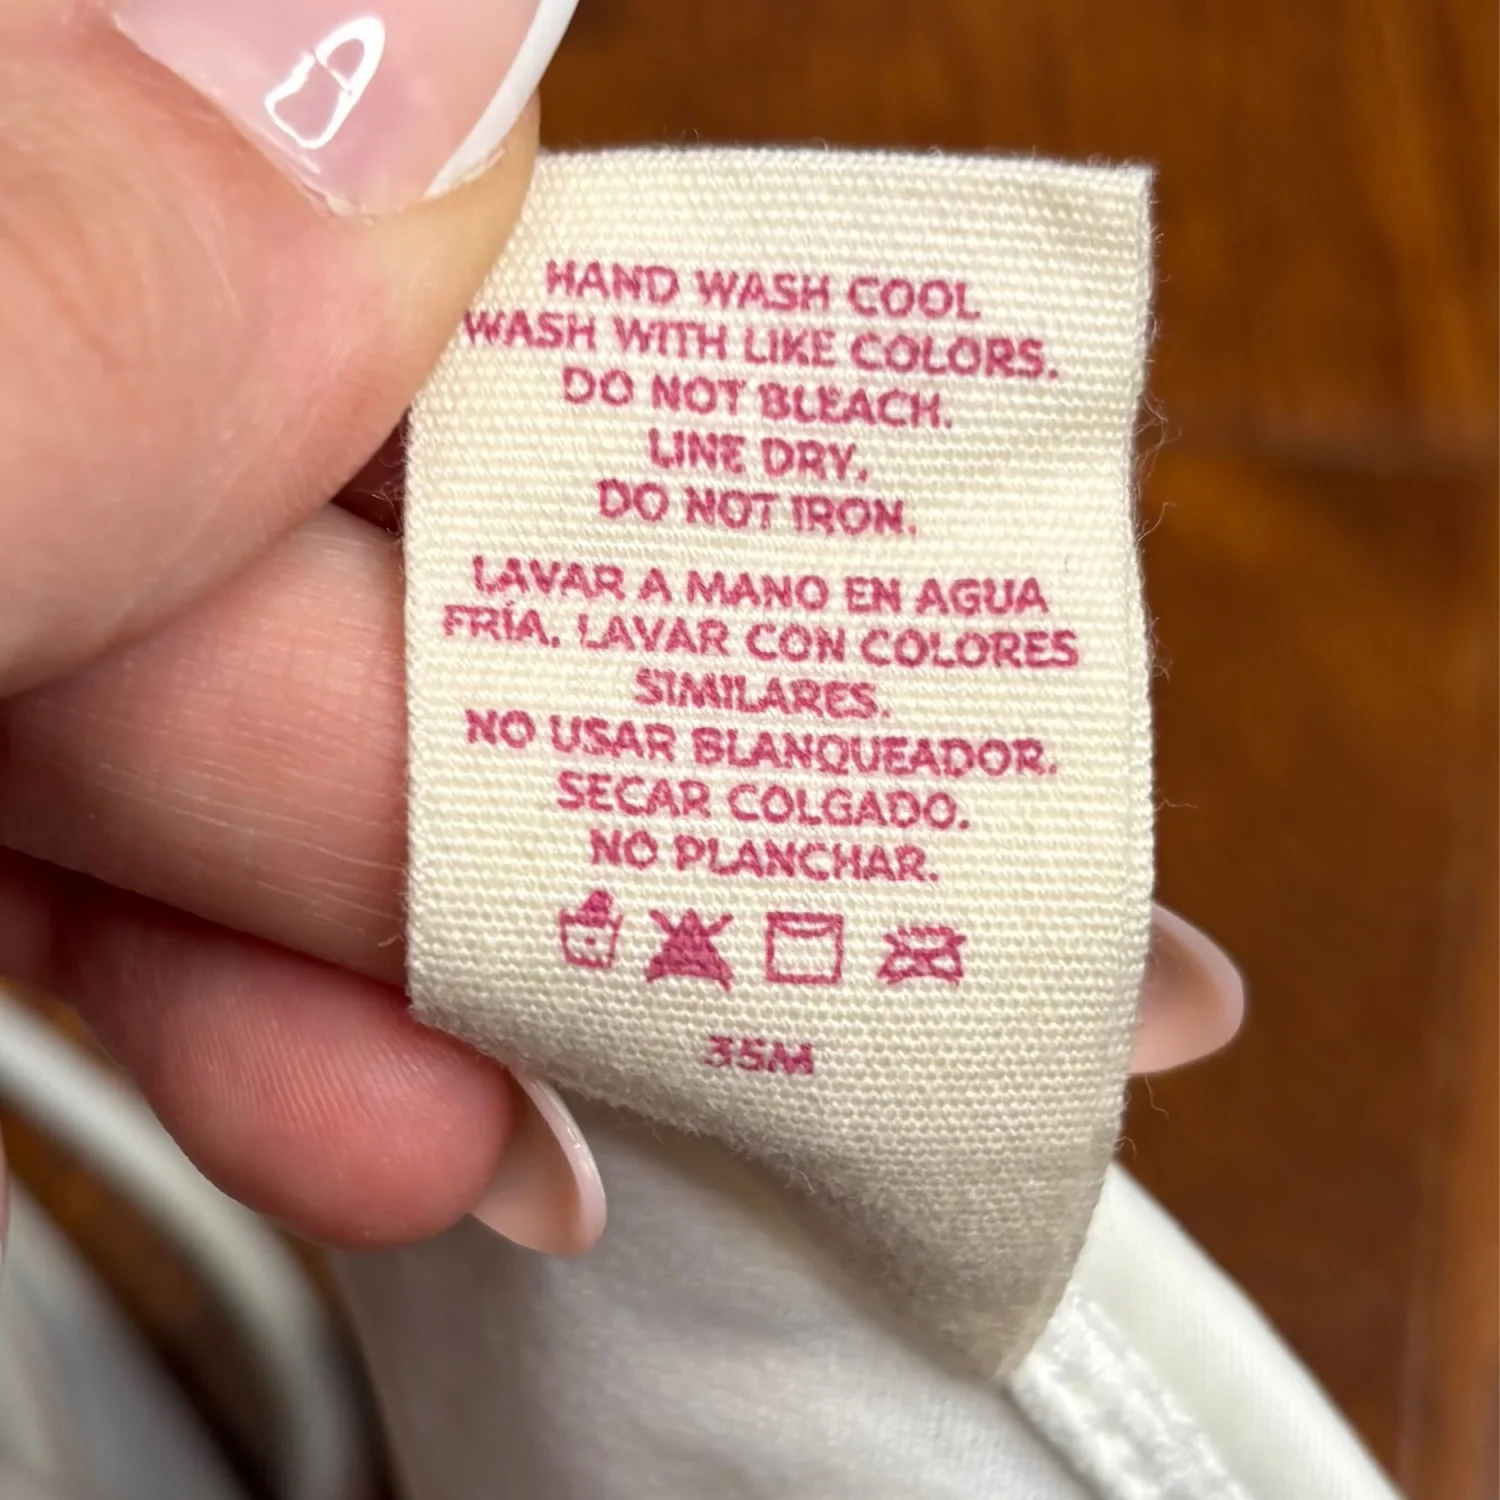 HAND WASH COOL
WASH WITH LIKE COLORS.
DO NOT BLEACH.
LINE DRY.
DO NOT IRON.
LAVAR A MANO EN AGUA
FRÍA. LAVAR CON COLORES
SIMILARES.
NO USAR BLANQUEADOR.
SECAR COLGADO.
NO PLANCHAR.
35M